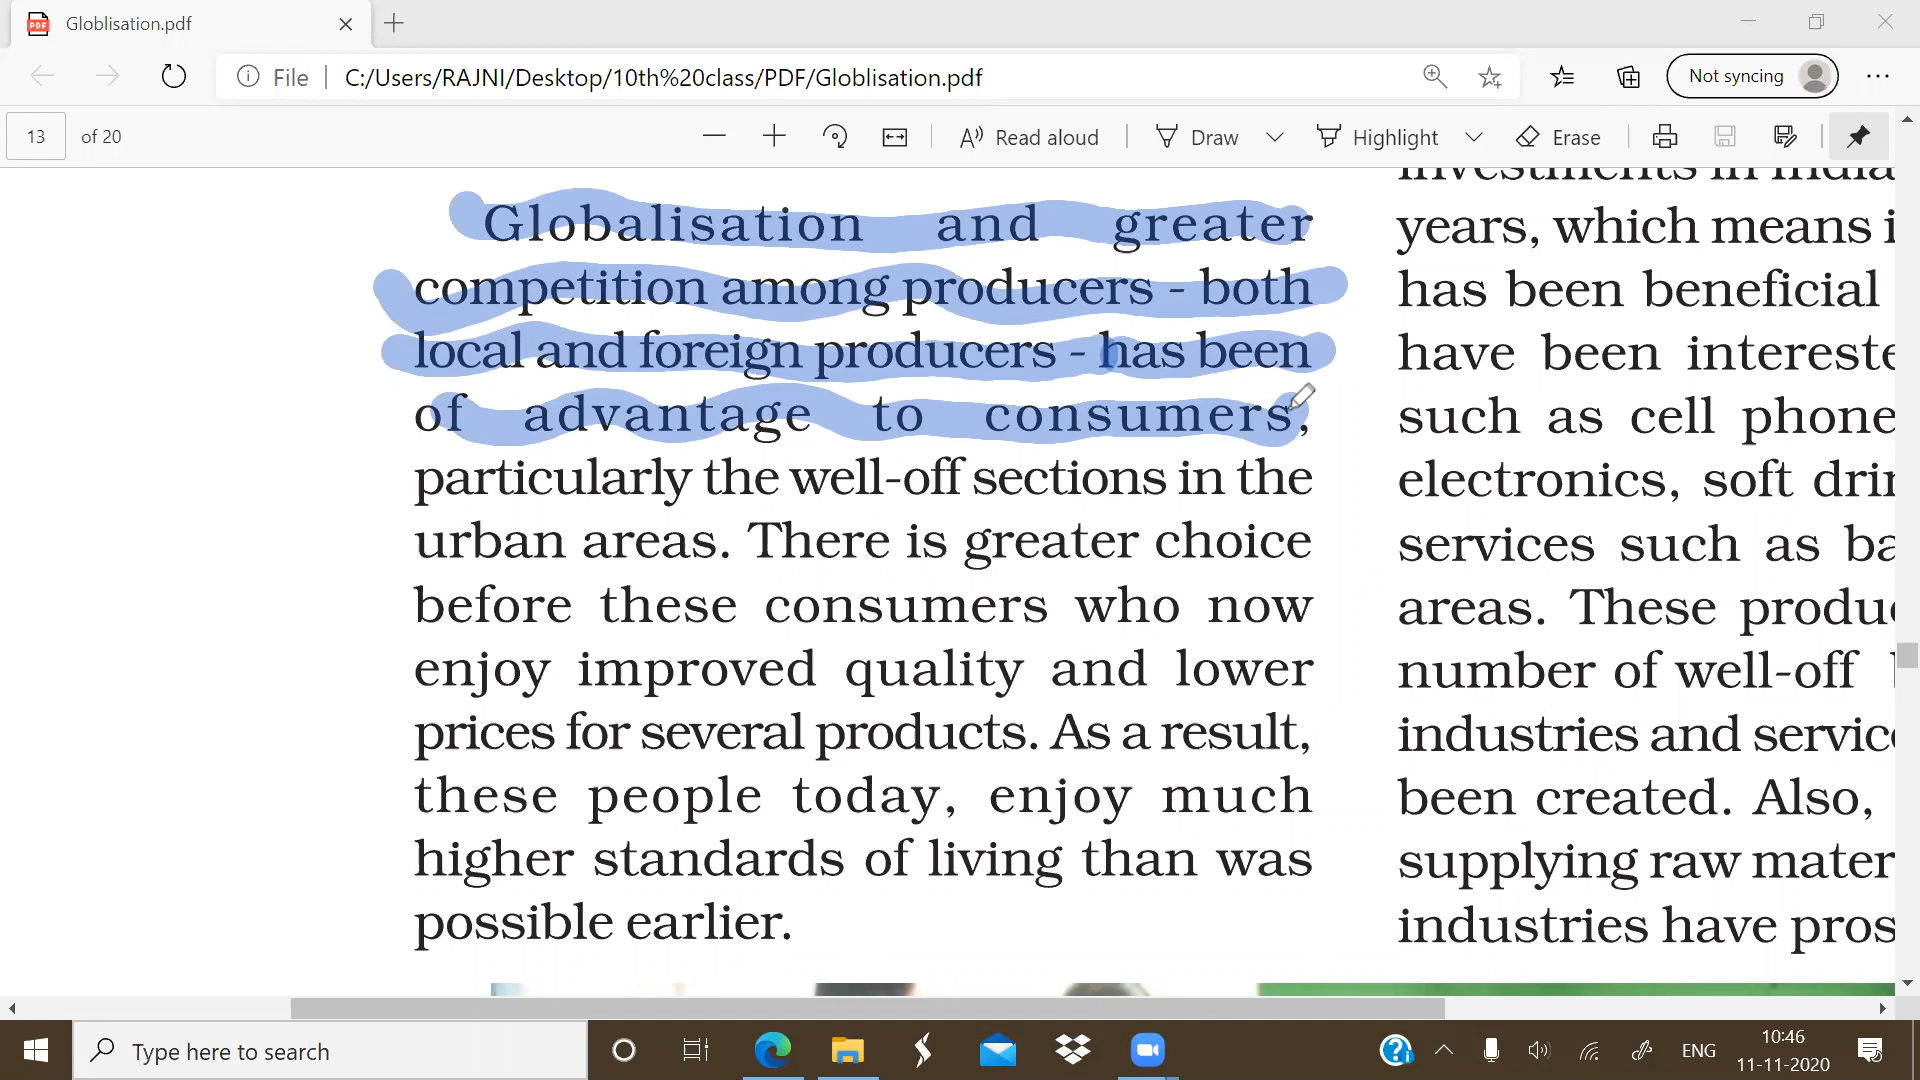 Globlisation.pdf
File
C:/Users/RAJNI/Desktop/10th%20class/PDF/Globlisation.pdf
Not syncing
13 of 20
Read aloud
Draw
Highlight
Erase
Globalisation and greater
competition among producers - both
local and foreign producers - has been
of advantage to consumers,
particularly the well-off sections in the
urban areas. There is greater choice
before these consumers who now
enjoy improved quality and lower
prices for several products. As a result,
these people today, enjoy much
higher standards of living than was
possible earlier.
investments in India
years, which means i
has been beneficial
have been intereste
such as cell phone
electronics, soft drin
services such as ba
areas. These produ
number of well-off
industries and servic
been created. Also,
supplying raw mater
industries have pros
Type here to search
ENG
10:46
11-11-2020